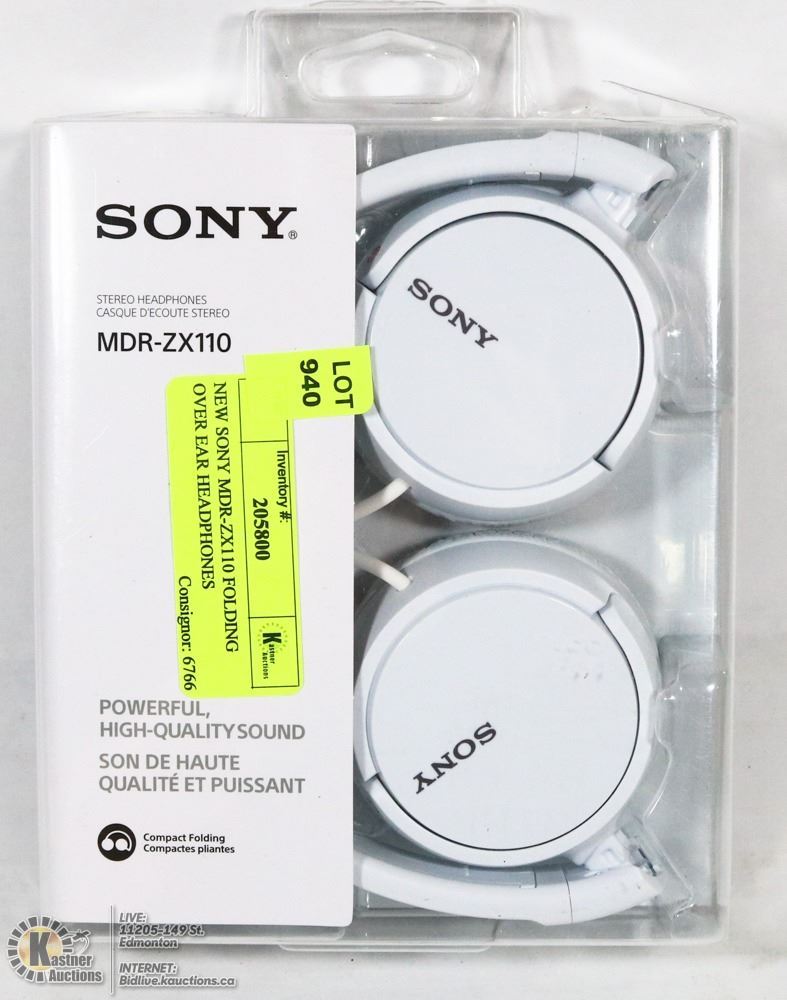 SONY®
STEREO HEADPHONES
CASQUE D'ECOUTE STEREO
MDR-ZX110
LOT
940
Inventory #:
205800
Kastner
Auctions
NEW SONY MDR-ZX110 FOLDING
OVER EAR HEADPHONES
Consignor: 6766
POWERFUL,
HIGH-QUALITY SOUND
SON DE HAUTE
QUALITÉ ET PUISSANT
Compact Folding
Compactes pliantes
SONY
SONY
Kastner
Auctions
LIVE:
11205-149 St.
Edmonton
INTERNET:
Bidlive.kauctions.ca